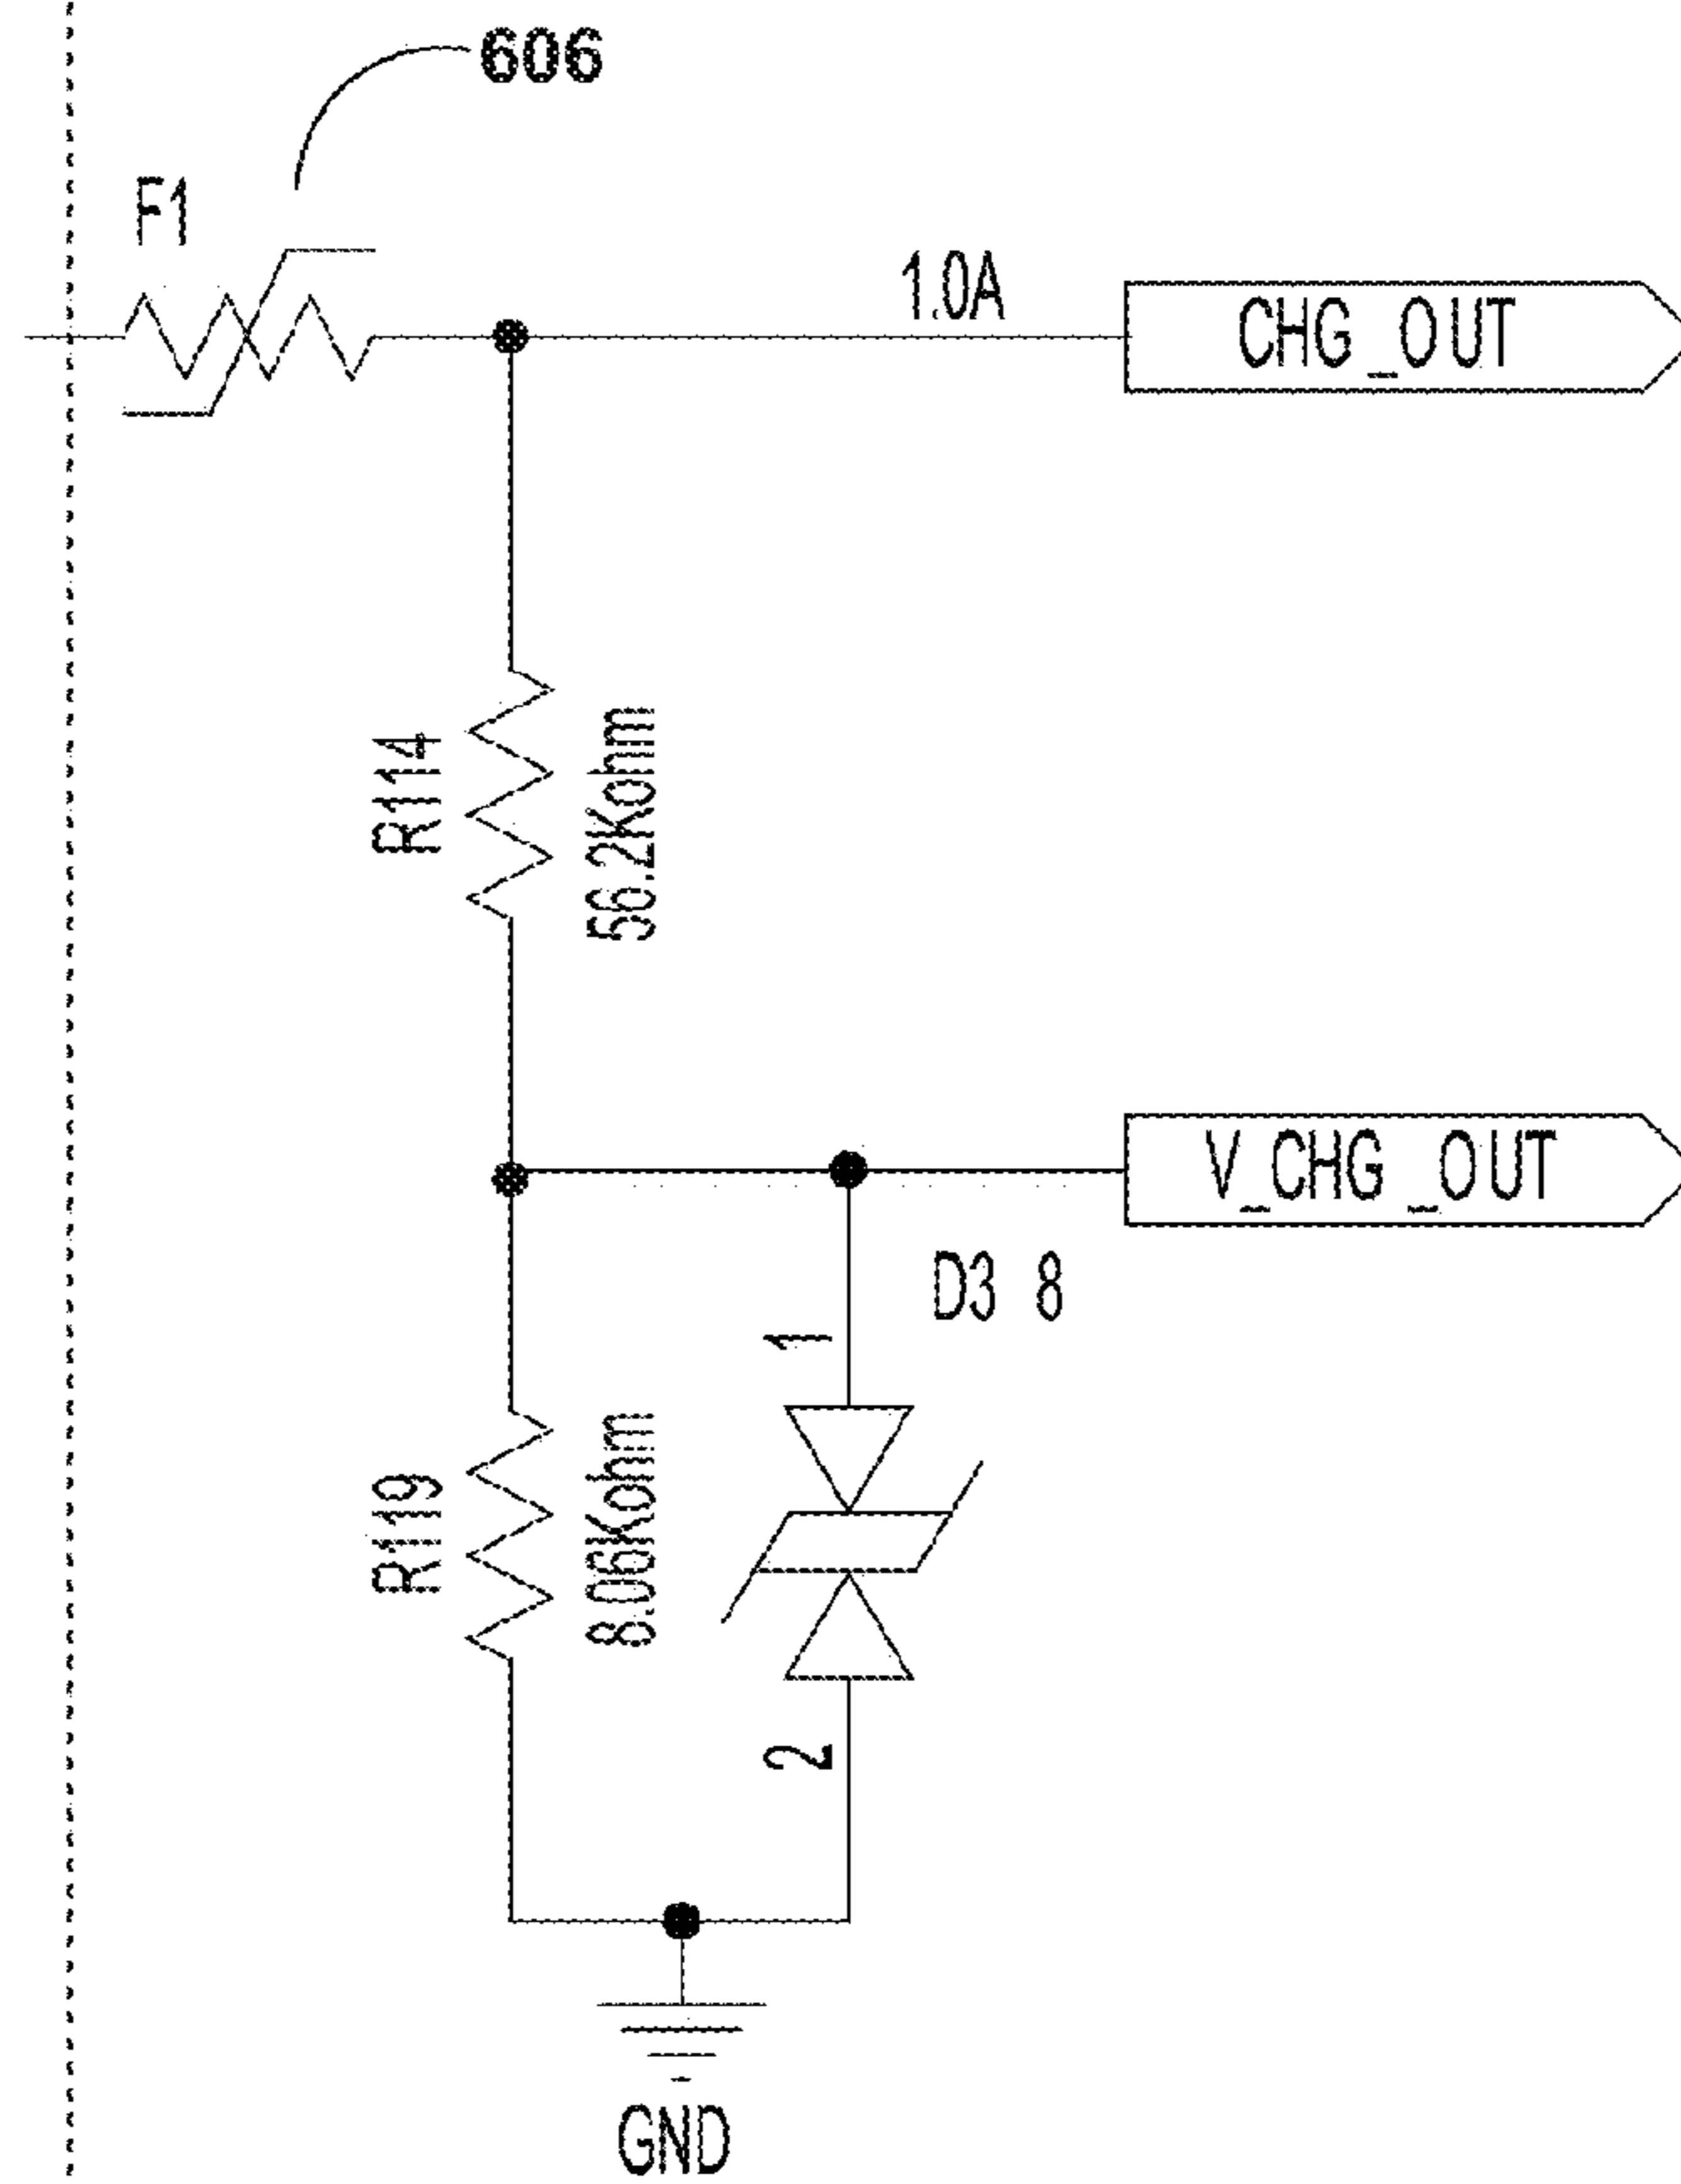 606
F1
1.0A
CHG_OUT
R114
56.2Kohm
V_CHG_OUT
D3 8
1
R119
8.06Kohm
2
GND